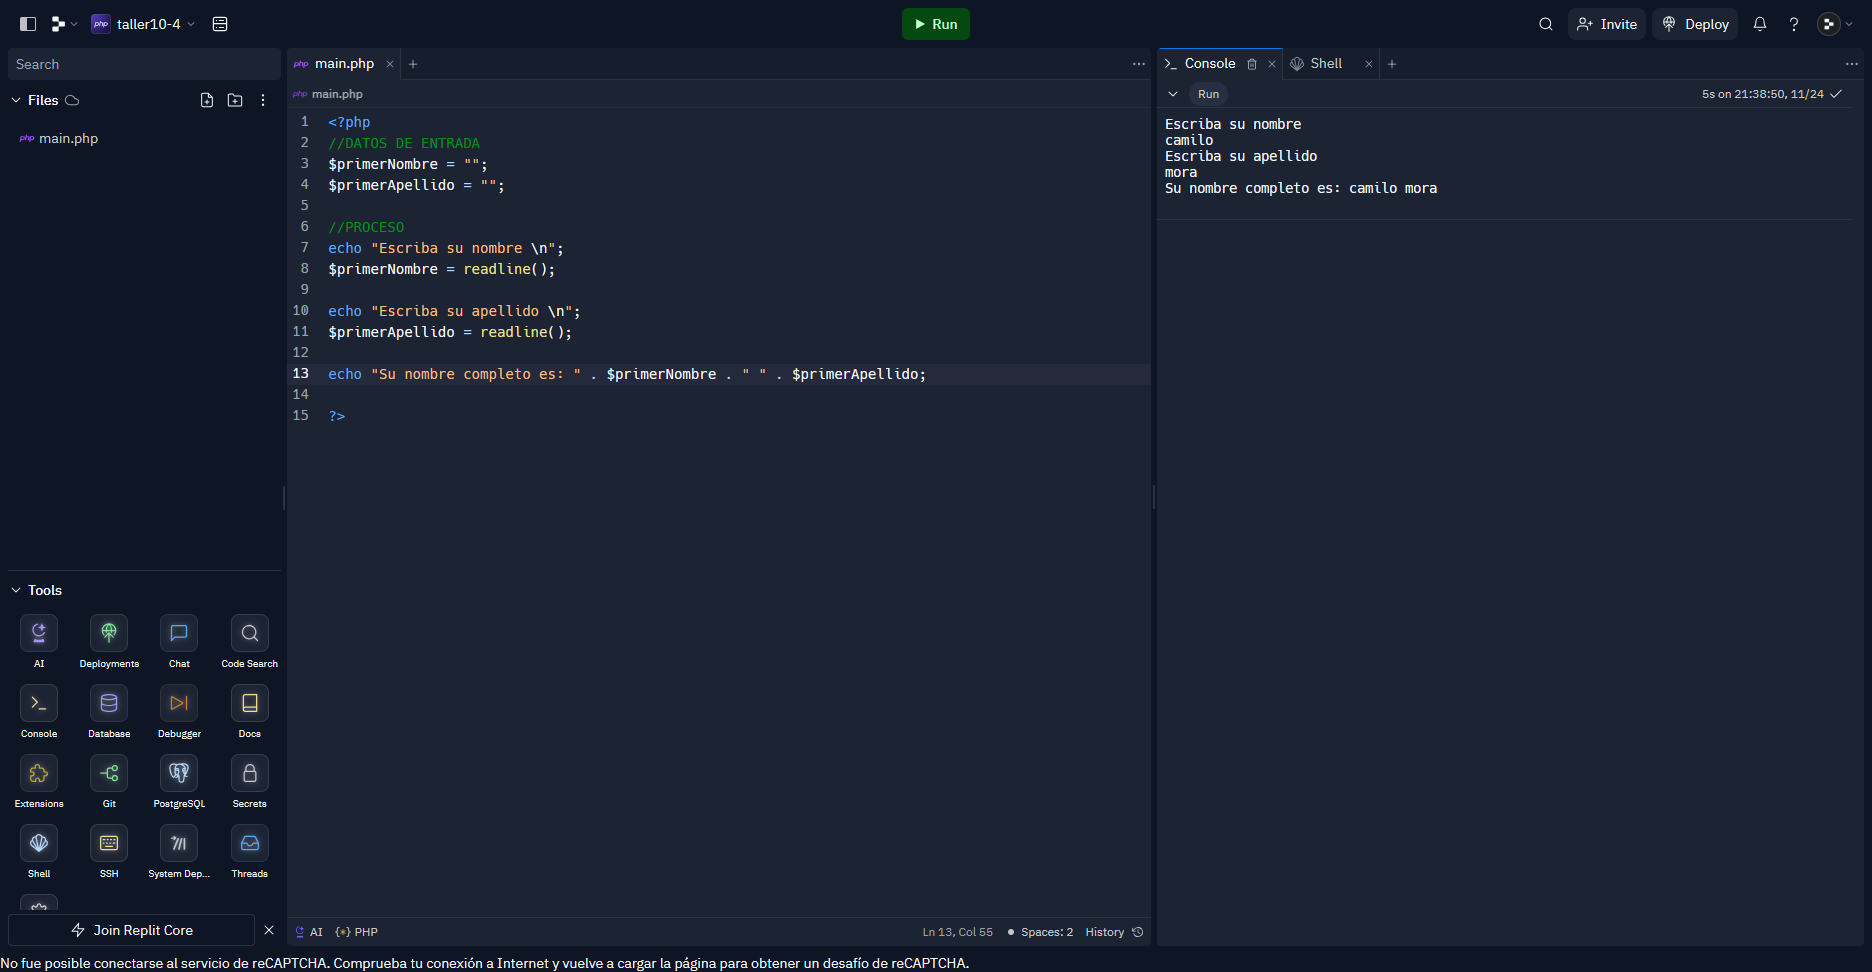 taller10-4
Run
Invite
Deploy
Search
Files
main.php
Tools
AI
Deployments
Chat
Code Search
Console
Database
Debugger
Docs
Extensions
Git
PostgreSQL
Secrets
Shell
SSH
System Dep...
Threads
Join Replit Core
php main.php
php main.php
1 <?php
2 //DATOS DE ENTRADA
3 $primerNombre = "";
4 $primerApellido = "";
5
6 //PROCESO
7 echo "Escriba su nombre \n";
8 $primerNombre = readline();
9
10 echo "Escriba su apellido \n";
11 $primerApellido = readline();
12
13 echo "Su nombre completo es: " . $primerNombre . " " . $primerApellido;
14
15 ?>
AI {*} PHP
Ln 13, Col 55 Spaces: 2 History
Console Shell
Run 5s on 21:38:50, 11/24
Escriba su nombre
camilo
Escriba su apellido
mora
Su nombre completo es: camilo mora
No fue posible conectarse al servicio de reCAPTCHA. Comprueba tu conexión a Internet y vuelve a cargar la página para obtener un desafío de reCAPTCHA.